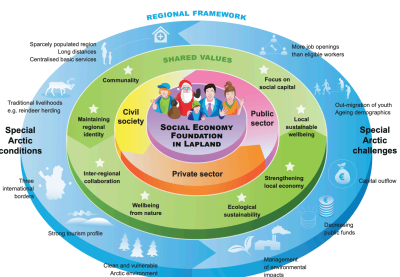 REGIONAL FRAMEWORK
Sparcely populated region
Long distances
Centralised basic services
More job openings
than eligible workers
SHARED VALUES
Communality
Focus on
social capital
Traditional livelihoods
e.g. reindeer herding
Out-migration of youth
Ageing demographics
Civil
society
Public
sector
Maintaining
regional
identity
Local
sustainable
wellbeing
SOCIAL ECONOMY
FOUNDATION
IN LAPLAND
Special
Arctic
conditions
Special
Arctic
challenges
Inter-regional
collaboration
Private sector
Strengthening
local economy
Three
international
borders
Capital outflow
Wellbeing
from nature
Ecological
sustainability
Strong tourism profile
Decreasing
public funds
Clean and vulnerable
Arctic environment
Management
of environmental
impacts